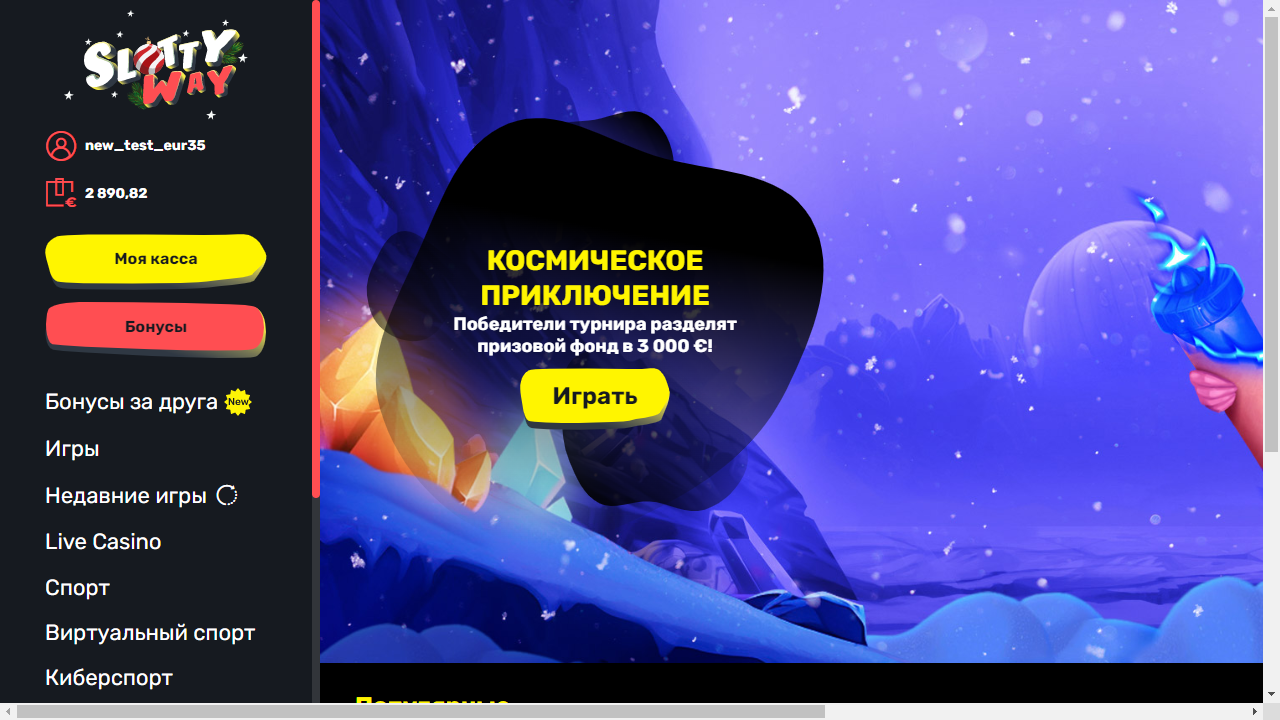 SLOTTY
WAY
new_test_eur35
€
2 890,82
Моя касса
Бонусы
Бонусы за друга New
Игры
Недавние игры
Live Casino
Спорт
Виртуальный спорт
Киберспорт
КОСМИЧЕСКОЕ
ПРИКЛЮЧЕНИЕ
Победители турнира разделят
призовой фонд в 3 000 €!
Играть
Популярные